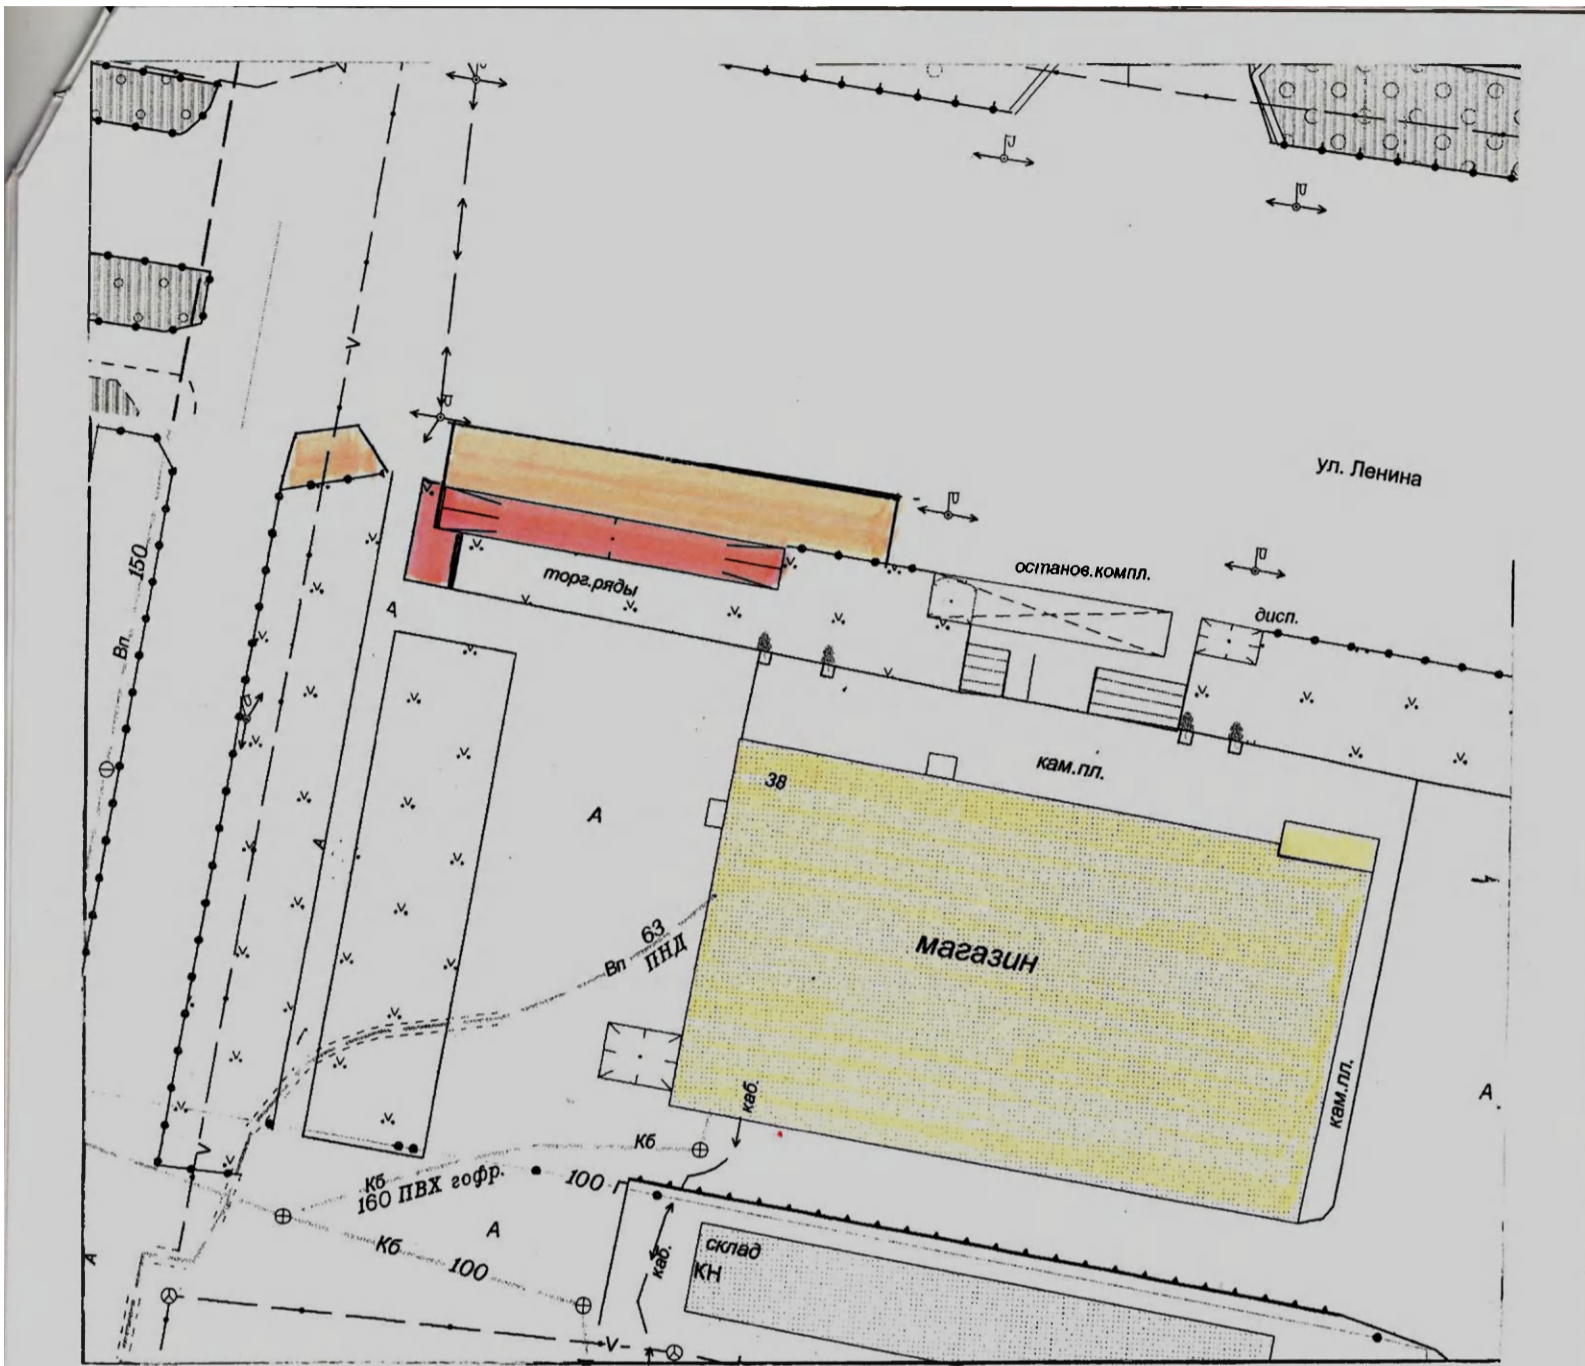 ул. Ленина
150
Вп.
останов.компл.
торг.ряды
дисп.
А
V
38
кам.пл.
А
А
63
Вп
ПНД
магазин
каб.
кам.пл.
А.
V
Кб
Кб
160 ПВХ гофр.
100
А
Кб
100
каб.
склад
КН
А
V